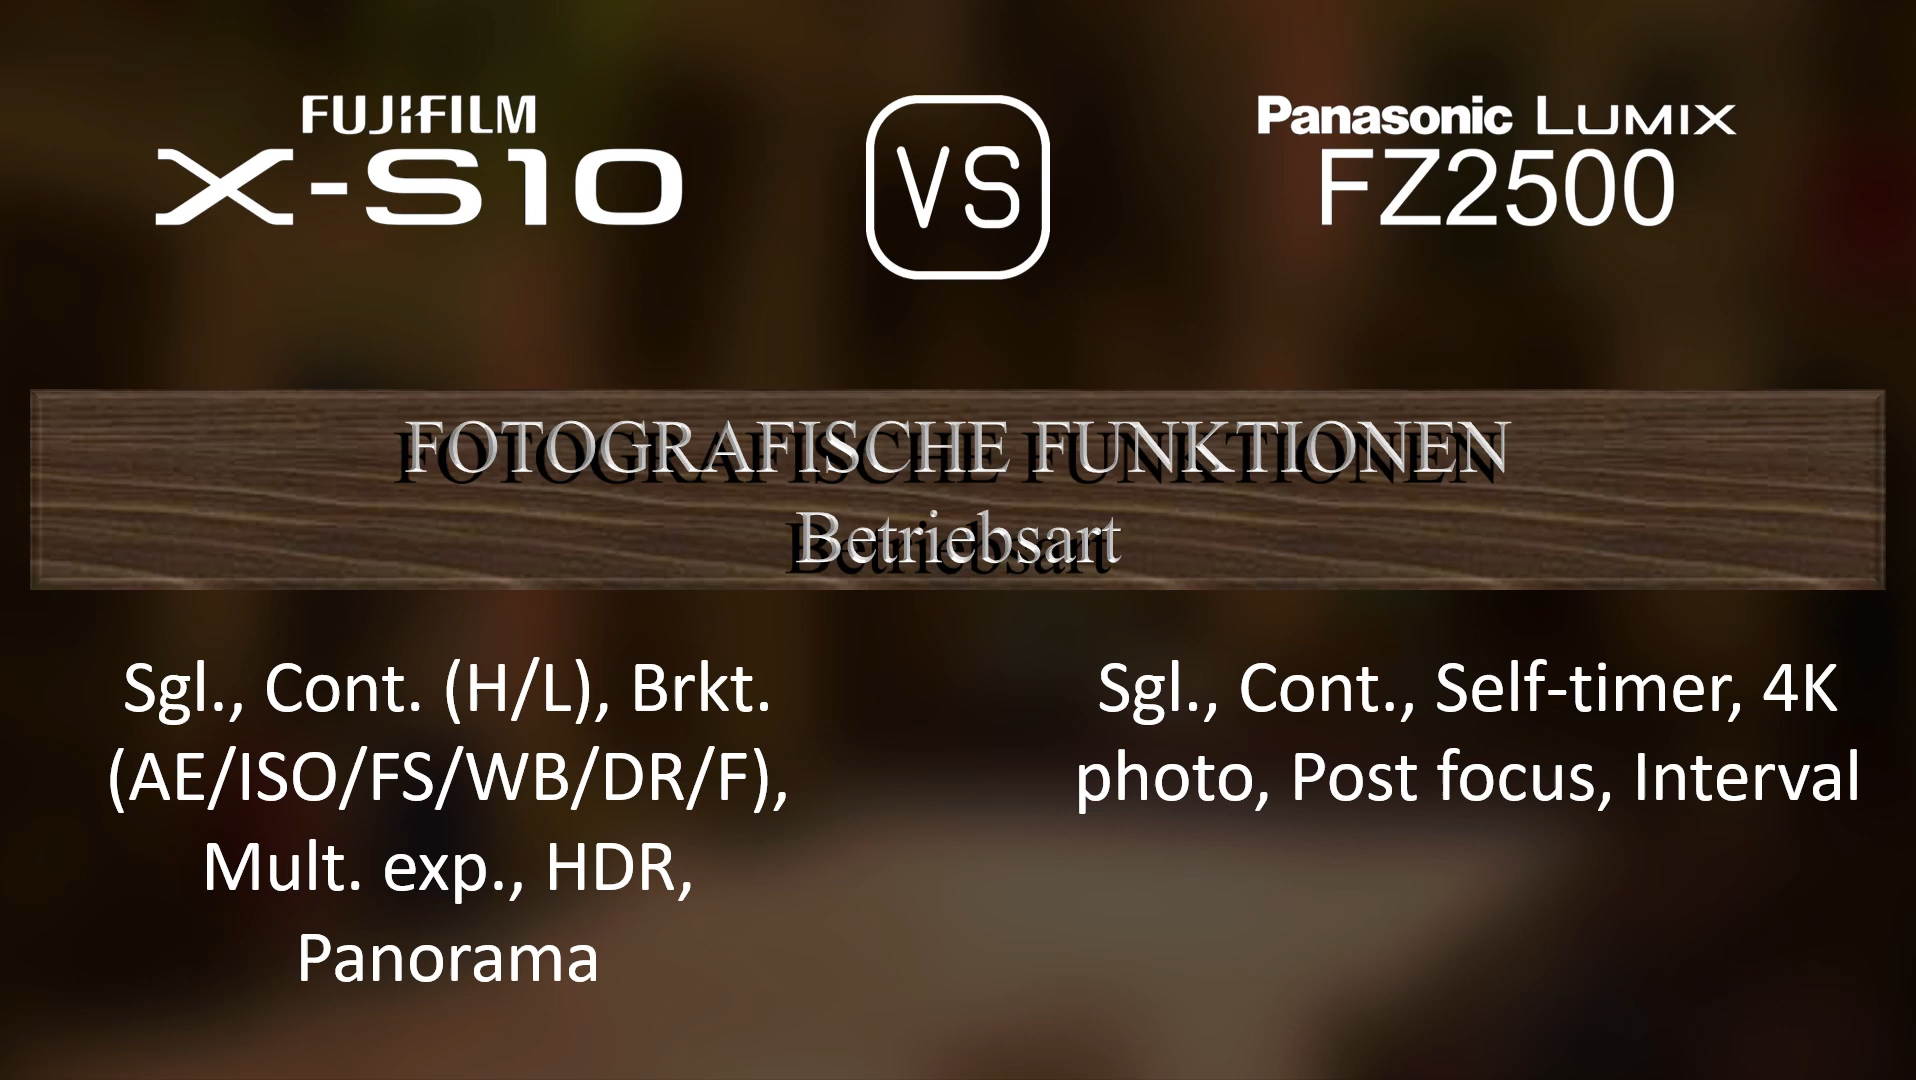 FUJIFILM
X-S10
VS
Panasonic LUMIX
FZ2500
FOTOGRAFISCHE FUNKTIONEN
Betriebsart
Sgl., Cont. (H/L), Brkt.
(AE/ISO/FS/WB/DR/F),
Mult. exp., HDR,
Panorama
Sgl., Cont., Self-timer, 4K
photo, Post focus, Interval